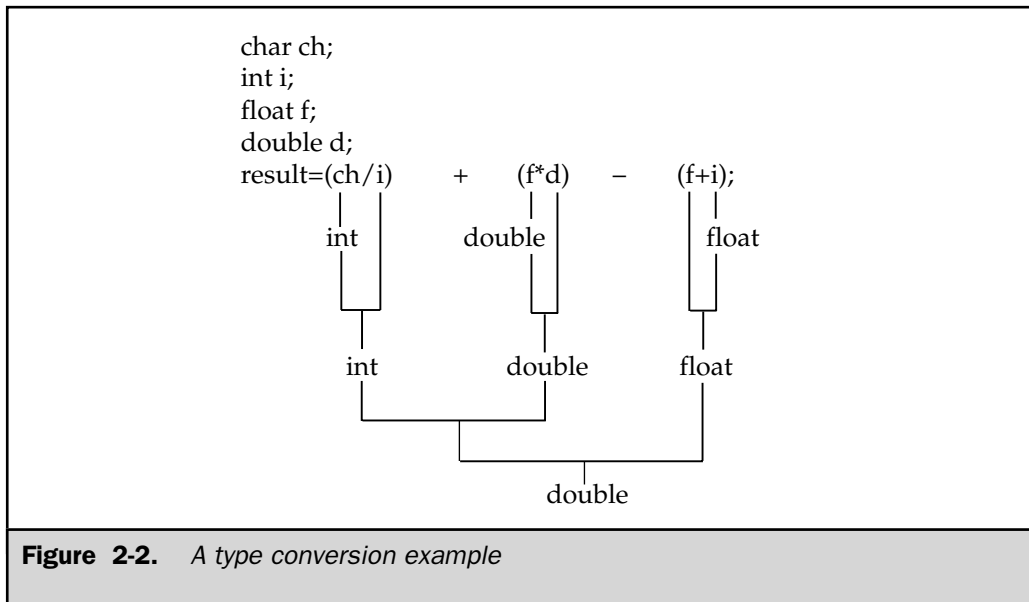 char ch;
int i;
float f;
double d;
result=(ch/i) + (f*d) – (f+i);
int double float
int double float
double
Figure 2-2. A type conversion example